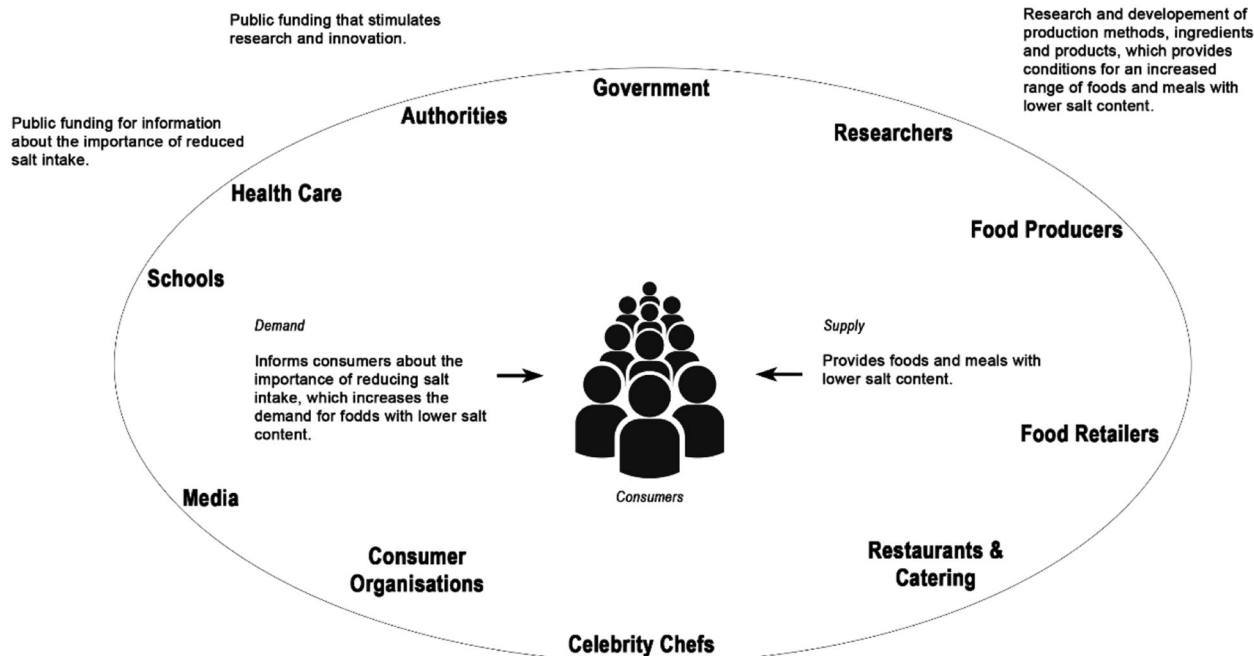 Public funding that stimulates
research and innovation.
Research and developement of
production methods, ingredients
and products, which provides
conditions for an increased
range of foods and meals with
lower salt content.
Public funding for information
about the importance of reduced
salt intake.
Government
Authorities
Researchers
Health Care
Food Producers
Schools
Demand
Informs consumers about the
importance of reducing salt
intake, which increases the
demand for fodds with lower salt
content.
Supply
Provides foods and meals with
lower salt content.
Food Retailers
Consumers
Media
Consumer
Organisations
Restaurants &
Catering
Celebrity Chefs